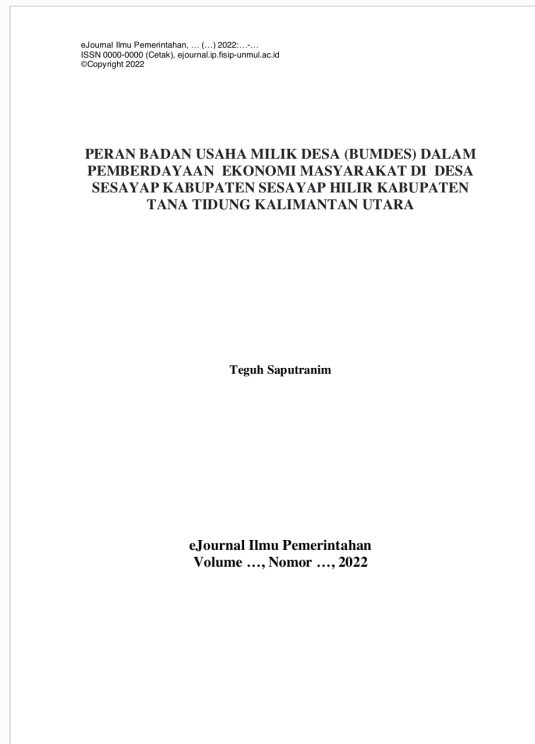 eJournal Ilmu Pemerintahan, … (…) 2022:…-…
ISSN 0000-0000 (Cetak), ejournal.ip.fisip-unmul.ac.id
©Copyright 2022
PERAN BADAN USAHA MILIK DESA (BUMDES) DALAM
PEMBERDAYAAN EKONOMI MASYARAKAT DI DESA
SESAYAP KABUPATEN SESAYAP HILIR KABUPATEN
TANA TIDUNG KALIMANTAN UTARA
Teguh Saputranim
eJournal Ilmu Pemerintahan
Volume …, Nomor …, 2022